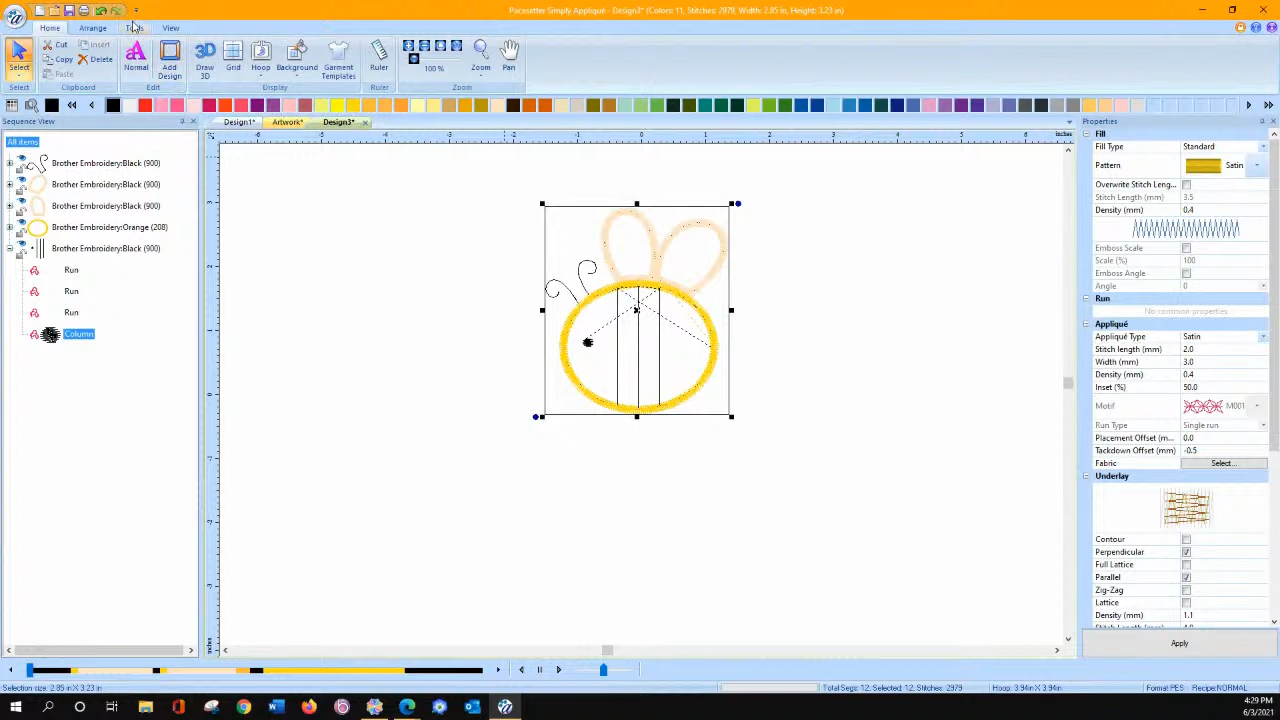 Pacesetter Simply Appliqué - Design3* (Colors: 11, Stitches: 2979, Width: 2.85 in, Height: 3.23 in)
Home Arrange Tools View
Select
Cut Insert
Copy Delete
Paste
Normal
Add Design
Draw 3D
Grid
Hoop
Background
Garment Templates
Ruler
100 %
Zoom
Pan
Select Clipboard Edit Display Ruler Zoom
Sequence View
Design1* Artwork* Design3*
Properties
inches
All items
Brother Embroidery:Black (900)
Brother Embroidery:Black (900)
Brother Embroidery:Black (900)
Brother Embroidery:Orange (208)
Brother Embroidery:Black (900)
Run
Run
Run
Column
Fill
Fill Type Standard
Pattern Satin
Overwrite Stitch Leng...
Stitch length (mm) 3.5
Density (mm) 0.4
Emboss Scale
Scale (%) 100
Emboss Angle
Angle 0
Run
No common properties
Appliqué
Appliqué Type Satin
Stitch length (mm) 2.0
Width (mm) 3.0
Density (mm) 0.4
Inset (%) 50.0
Motif M001
Run Type Single run
Placement Offset (m... 0.0
Tackdown Offset (mm) -0.5
Fabric Select...
Underlay
Contour
Perpendicular
Full Lattice
Parallel
Zig-Zag
Lattice
Density (mm) 1.1
Apply
Selection size: 2.85 in X 3.23 in
Total Segs: 12, Selected: 12, Stitches: 2979
Hoop: 3.94in X 3.94in
Format:PES
Recipe:NORMAL
4:29 PM
6/3/2021